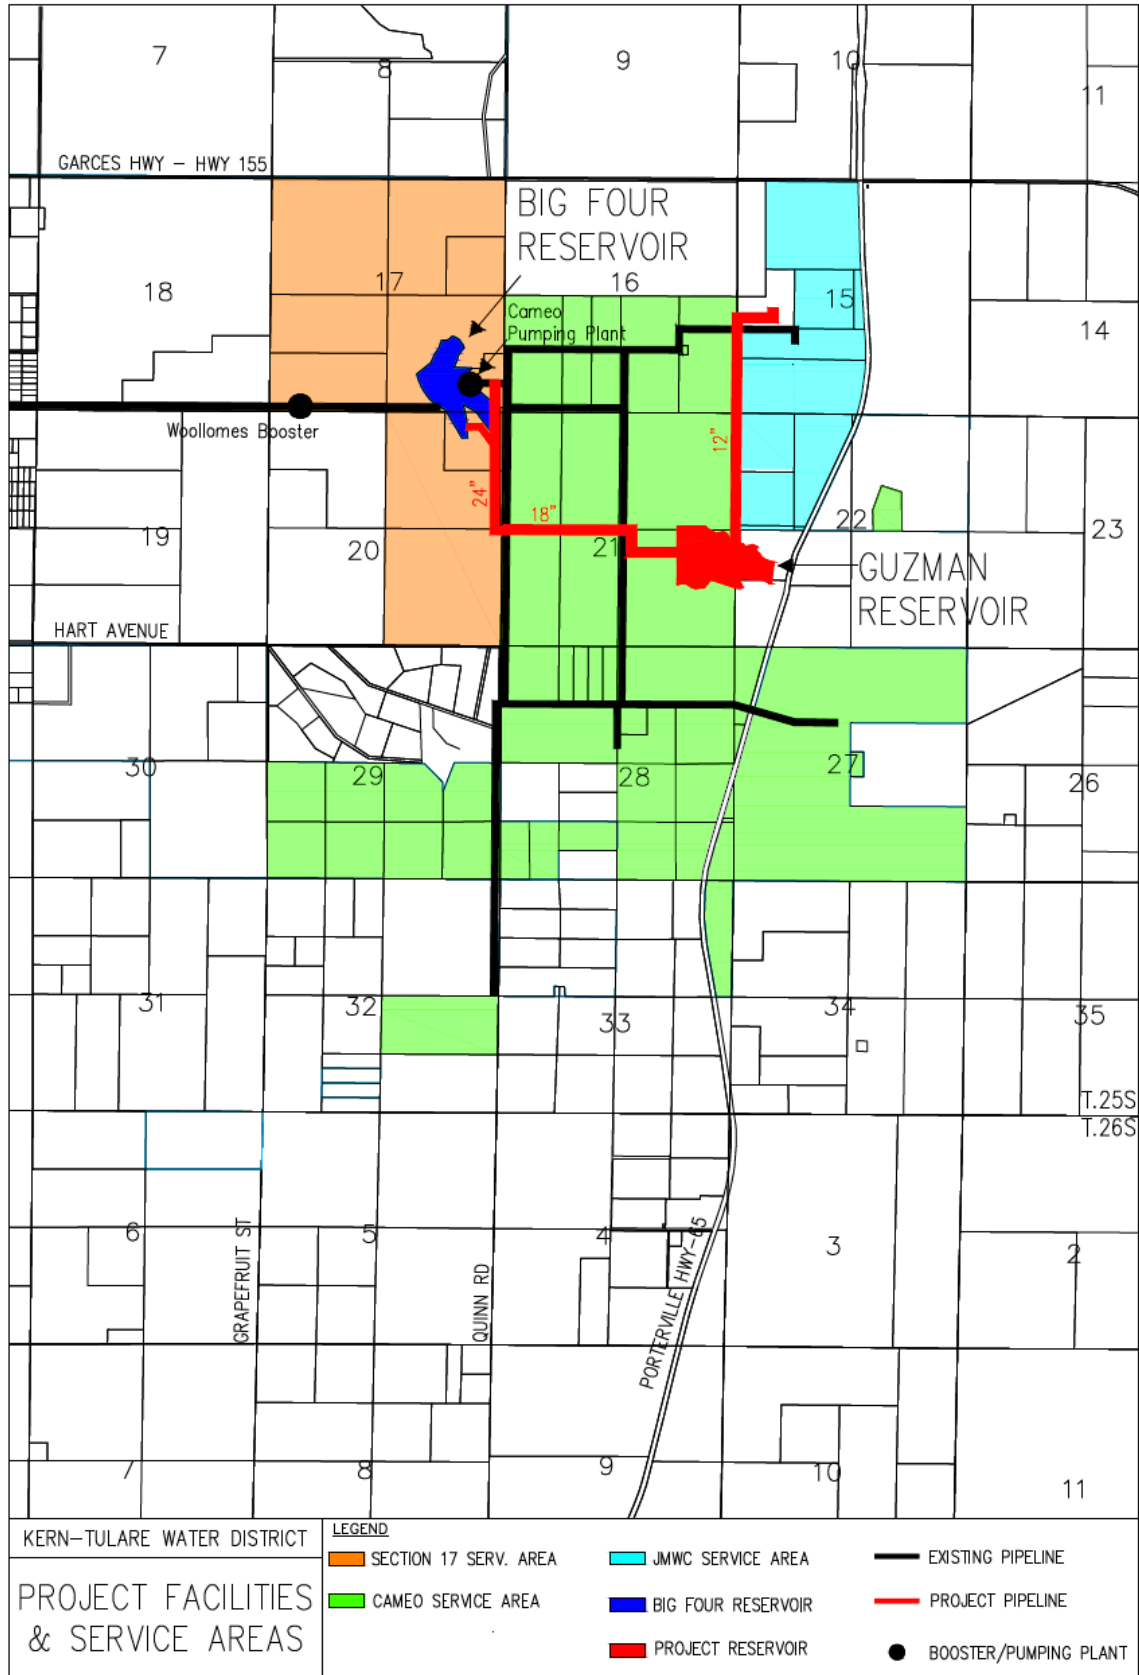 7
8
9
10
11
GARCES HWY – HWY 155
BIG FOUR
RESERVOIR
18
17
16
15
14
Cameo
Pumping Plant
Woollomes Booster
12"
24"
18"
19
20
21
22
23
GUZMAN
RESERVOIR
HART AVENUE
30
29
28
27
26
31
32
33
34
35
T.25S
T.26S
6
5
4
3
2
GRAPEFRUIT ST
QUINN RD
PORTERVILLE HWY-65
7
8
9
10
11
KERN-TULARE WATER DISTRICT
PROJECT FACILITIES
& SERVICE AREAS
LEGEND
SECTION 17 SERV. AREA
CAMEO SERVICE AREA
JMWC SERVICE AREA
BIG FOUR RESERVOIR
PROJECT RESERVOIR
EXISTING PIPELINE
PROJECT PIPELINE
BOOSTER/PUMPING PLANT